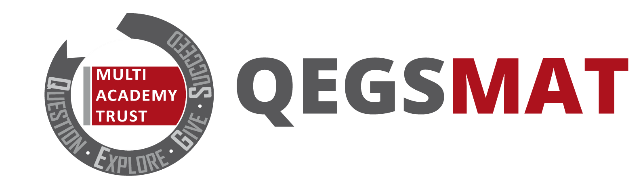 MULTI
ACADEMY
TRUST
QUESTION · EXPLORE · GIVE · SUCCEED
QEGSMAT